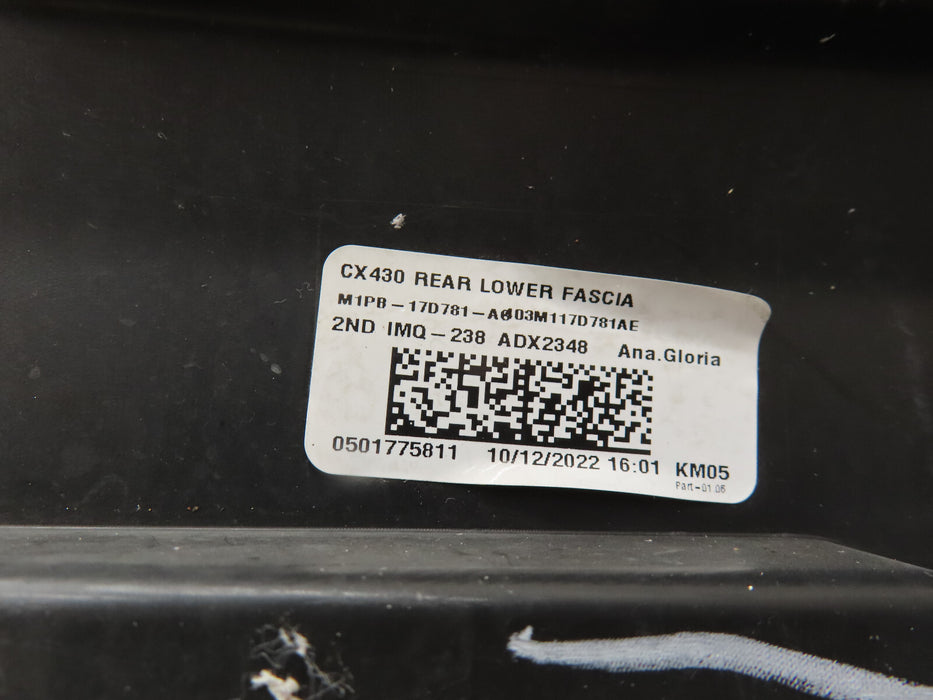 CX430 REAR LOWER FASCIA
M1PB-17D781-A 403M117D781AE
2ND IMQ-238 ADX2348 Ana.Gloria
0501775811 10/12/2022 16:01 KM05
Part-01.06